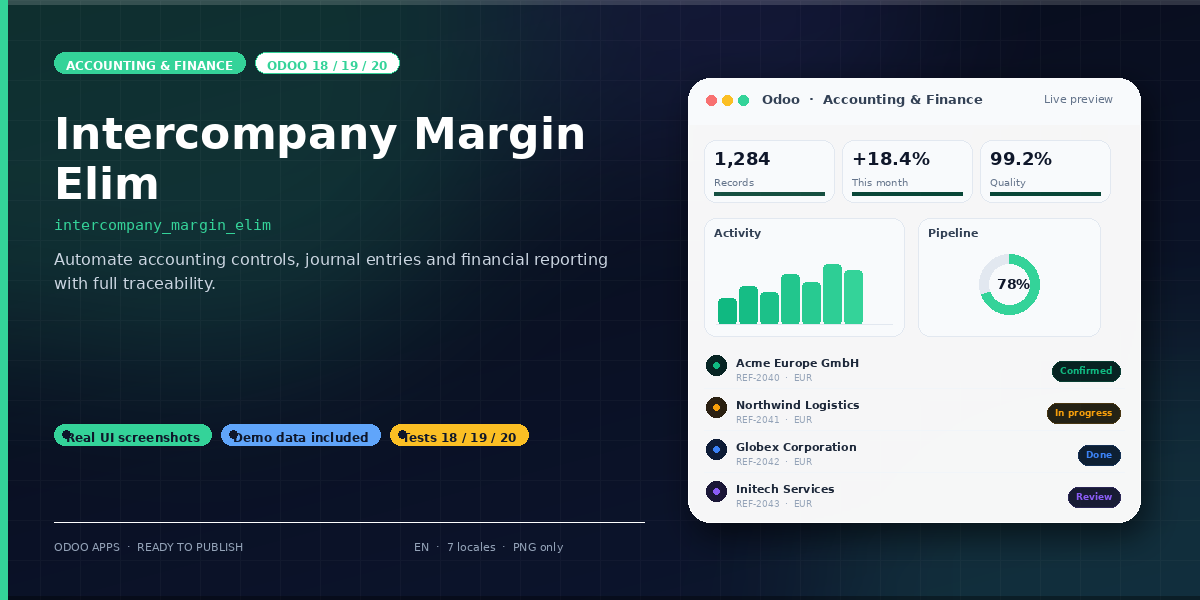 ACCOUNTING & FINANCE
ODOO 18 / 19 / 20
Intercompany Margin
Elim
intercompany_margin_elim
Automate accounting controls, journal entries and financial reporting
with full traceability.
Real UI screenshots
Demo data included
Tests 18 / 19 / 20
ODOO APPS · READY TO PUBLISH
EN · 7 locales · PNG only
Odoo · Accounting & Finance
Live preview
1,284
Records
+18.4%
This month
99.2%
Quality
Activity
Pipeline
78%
Acme Europe GmbH
REF-2040 · EUR
Confirmed
Northwind Logistics
REF-2041 · EUR
In progress
Globex Corporation
REF-2042 · EUR
Done
Initech Services
REF-2043 · EUR
Review